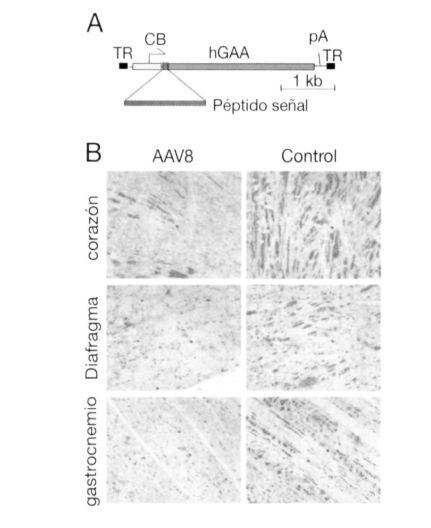 A
TR
CB
hGAA
pA
TR
1 kb
Péptido señal
B
AAV8
Control
corazón
Diafragma
gastrocnemio